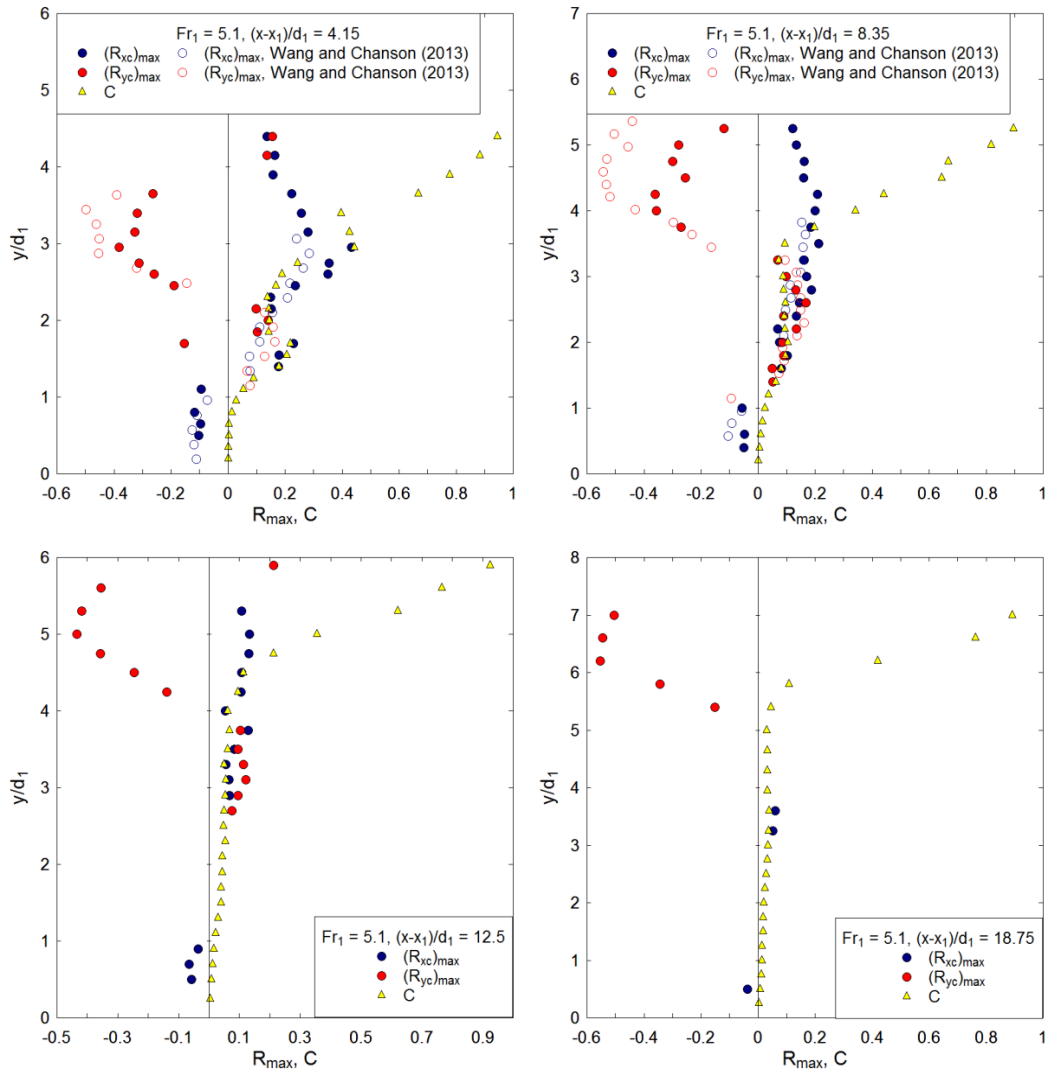 Fr₁ = 5.1, (x-x₁)/d₁ = 4.15
(Rxc)max (Rxc)max, Wang and Chanson (2013)
(Ryc)max (Ryc)max, Wang and Chanson (2013)
C
y/d₁
6
5
4
3
2
1
0
-0.6 -0.4 -0.2 0 0.2 0.4 0.6 0.8 1
Rmax, C
Fr₁ = 5.1, (x-x₁)/d₁ = 8.35
(Rxc)max (Rxc)max, Wang and Chanson (2013)
(Ryc)max (Ryc)max, Wang and Chanson (2013)
C
y/d₁
7
6
5
4
3
2
1
0
-0.6 -0.4 -0.2 0 0.2 0.4 0.6 0.8 1
Rmax, C
y/d₁
6
5
4
3
2
1
0
Fr₁ = 5.1, (x-x₁)/d₁ = 12.5
(Rxc)max
(Ryc)max
C
-0.5 -0.3 -0.1 0.1 0.3 0.5 0.7 0.9
Rmax, C
y/d₁
8
7
6
5
4
3
2
1
0
Fr₁ = 5.1, (x-x₁)/d₁ = 18.75
(Rxc)max
(Ryc)max
C
-0.6 -0.4 -0.2 0 0.2 0.4 0.6 0.8 1
Rmax, C